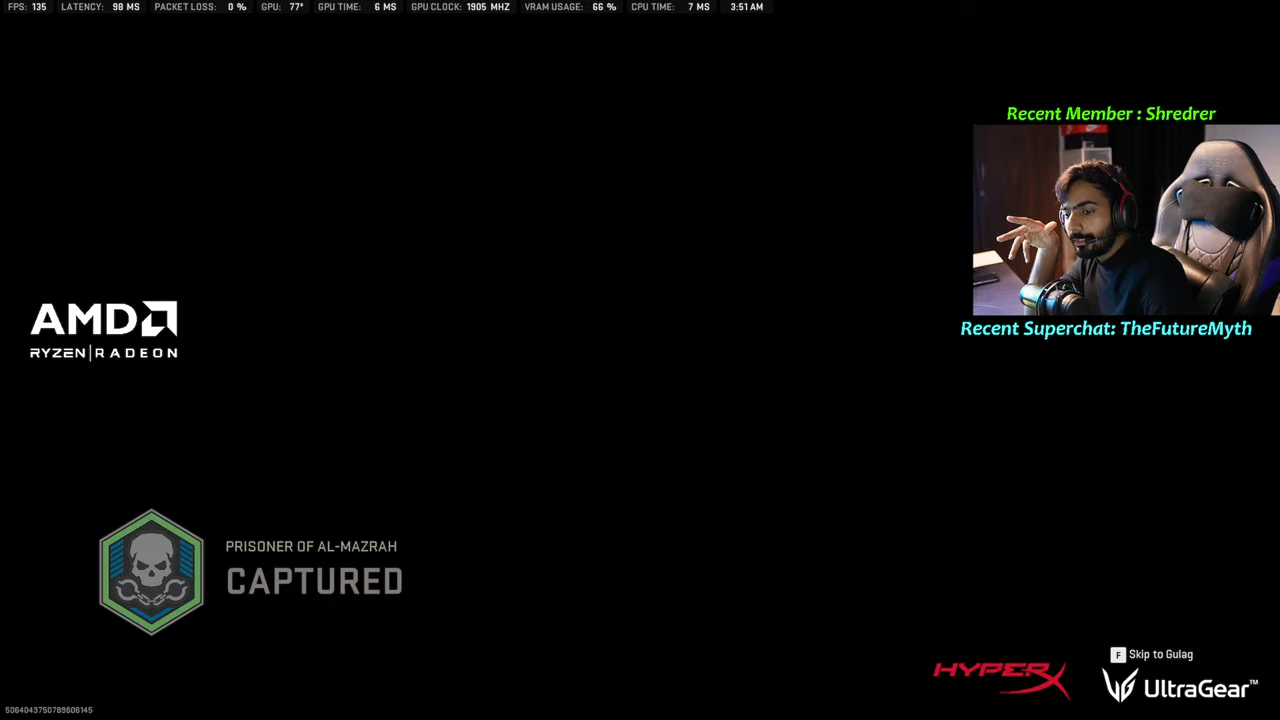 FPS: 135 LATENCY: 98 MS PACKET LOSS: 0 % GPU: 77° GPU TIME: 6 MS GPU CLOCK: 1905 MHZ VRAM USAGE: 66 % CPU TIME: 7 MS 3:51 AM
Recent Member : Shredrer
Recent Superchat: TheFutureMyth
AMD
RYZEN | RADEON
PRISONER OF AL-MAZRAH
CAPTURED
F Skip to Gulag
HYPERX
UltraGear™
5064043750789606145